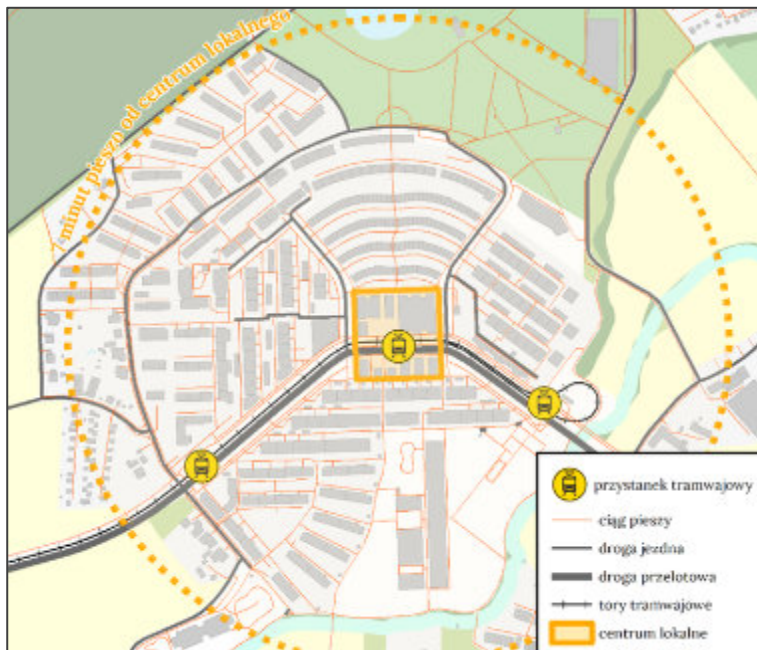 minut pieszo od centrum lokalnego
przystanek tramwajowy
ciąg pieszy
droga jezdna
droga przelotowa
tory tramwajowe
centrum lokalne